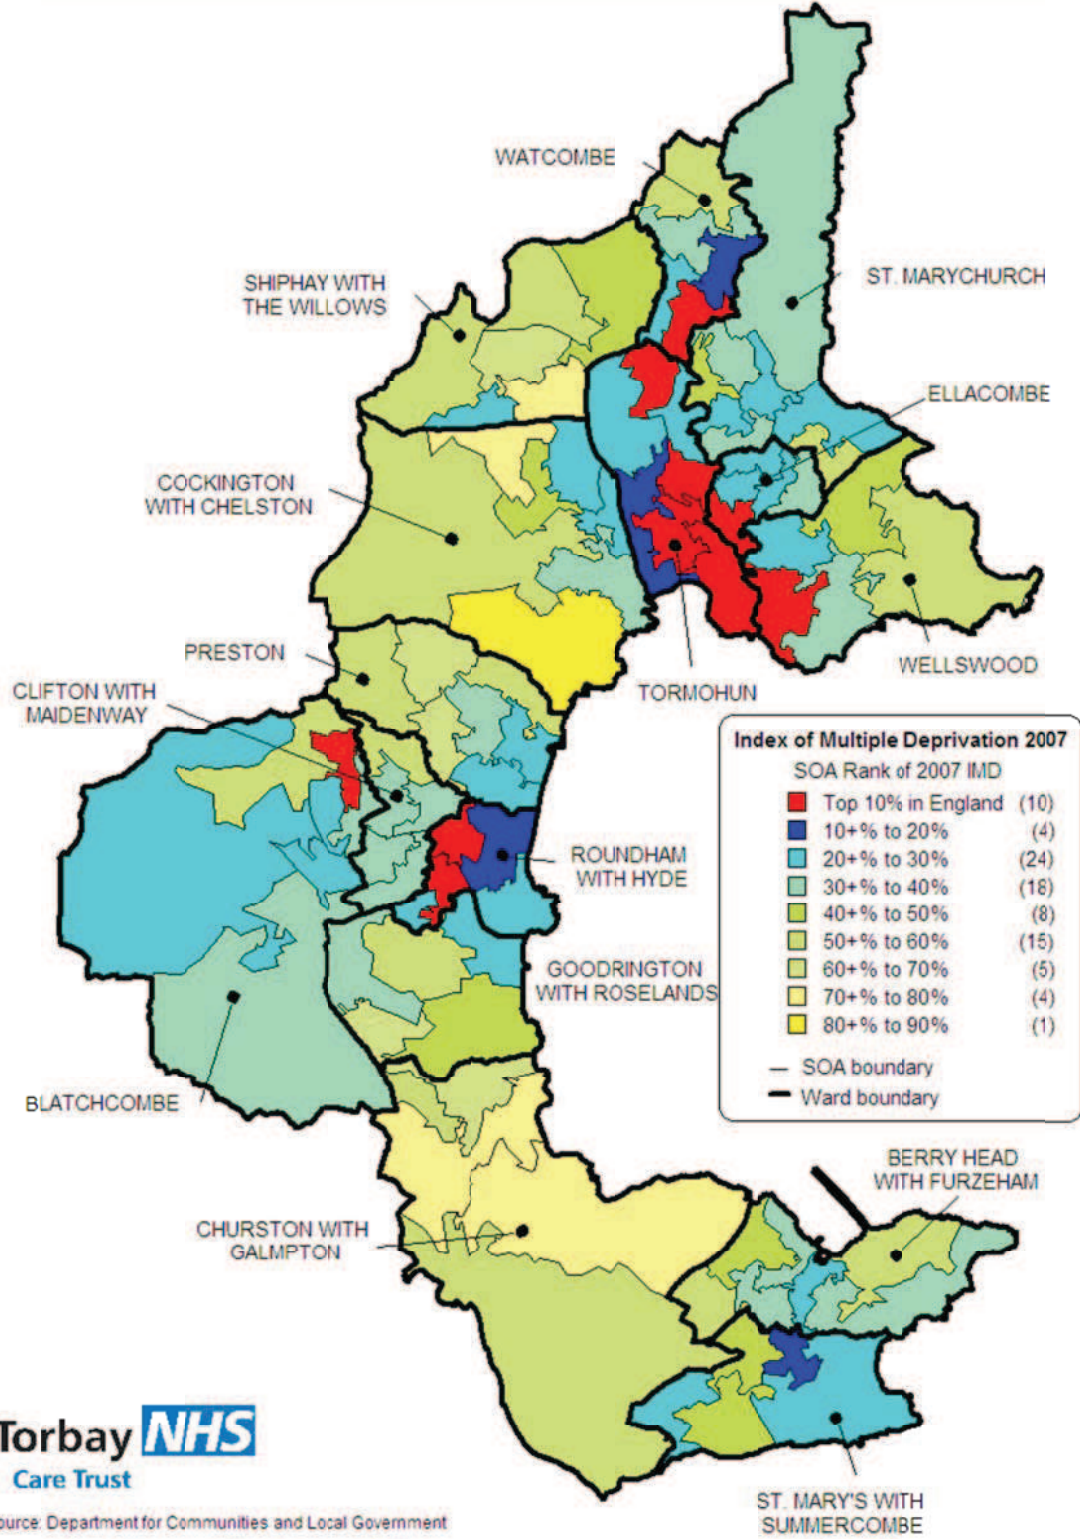 WATCOMBE
SHIPHAY WITH
THE WILLOWS
ST. MARYCHURCH
ELLACOMBE
COCKINGTON
WITH CHELSTON
PRESTON
WELLSWOOD
CLIFTON WITH
MAIDENWAY
TORMOHUN
Index of Multiple Deprivation 2007
SOA Rank of 2007 IMD
Top 10% in England (10)
10+% to 20% (4)
20+% to 30% (24)
30+% to 40% (18)
40+% to 50% (8)
50+% to 60% (15)
60+% to 70% (5)
70+% to 80% (4)
80+% to 90% (1)
SOA boundary
Ward boundary
ROUNDHAM
WITH HYDE
GOODRINGTON
WITH ROSELANDS
BLATCHCOMBE
BERRY HEAD
WITH FURZEHAM
CHURSTON WITH
GALMPTON
Torbay NHS
Care Trust
ource: Department for Communities and Local Government
ST. MARY'S WITH
SUMMERCOMBE